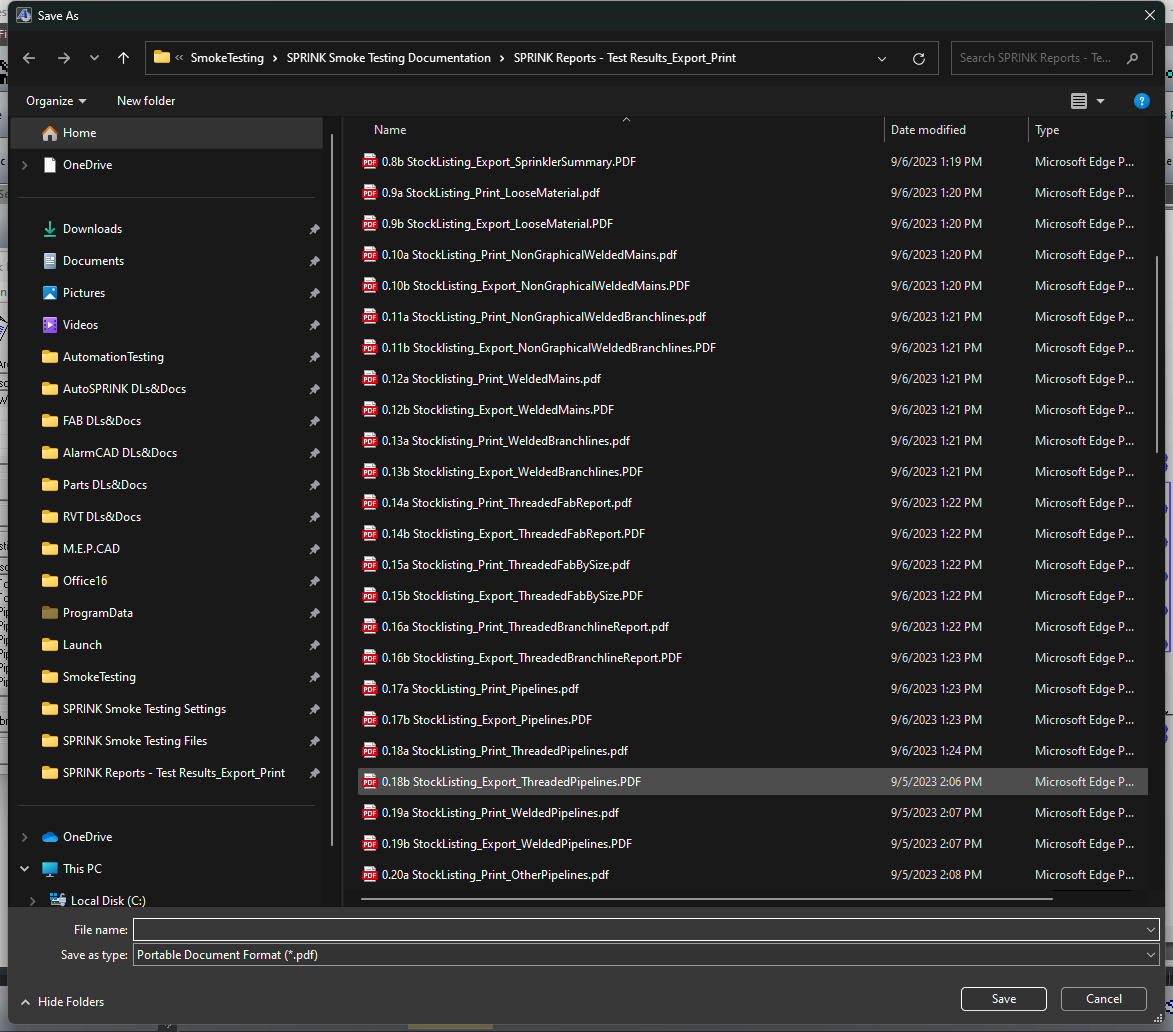 Save As
SmokeTesting
SPRINK Smoke Testing Documentation
SPRINK Reports - Test Results_Export_Print
Search SPRINK Reports - Te...
Organize
New folder
Home
OneDrive
Downloads
Documents
Pictures
Videos
AutomationTesting
AutoSPRINK DLs&Docs
FAB DLs&Docs
AlarmCAD DLs&Docs
Parts DLs&Docs
RVT DLs&Docs
M.E.P.CAD
Office16
ProgramData
Launch
SmokeTesting
SPRINK Smoke Testing Settings
SPRINK Smoke Testing Files
SPRINK Reports - Test Results_Export_Print
OneDrive
This PC
Local Disk (C:)
Name Date modified Type
0.8b StockListing_Export_SprinklerSummary.PDF 9/6/2023 1:19 PM Microsoft Edge P...
0.9a StockListing_Print_LooseMaterial.pdf 9/6/2023 1:20 PM Microsoft Edge P...
0.9b StockListing_Export_LooseMaterial.PDF 9/6/2023 1:20 PM Microsoft Edge P...
0.10a StockListing_Print_NonGraphicalWeldedMains.pdf 9/6/2023 1:20 PM Microsoft Edge P...
0.10b StockListing_Export_NonGraphicalWeldedMains.PDF 9/6/2023 1:20 PM Microsoft Edge P...
0.11a StockListing_Print_NonGraphicalWeldedBranchlines.pdf 9/6/2023 1:21 PM Microsoft Edge P...
0.11b Stocklisting_Export_NonGraphicalWeldedBranchlines.PDF 9/6/2023 1:21 PM Microsoft Edge P...
0.12a Stocklisting_Print_WeldedMains.pdf 9/6/2023 1:21 PM Microsoft Edge P...
0.12b Stocklisting_Export_WeldedMains.PDF 9/6/2023 1:21 PM Microsoft Edge P...
0.13a Stocklisting_Print_WeldedBranchlines.pdf 9/6/2023 1:21 PM Microsoft Edge P...
0.13b Stocklisting_Export_WeldedBranchlines.PDF 9/6/2023 1:21 PM Microsoft Edge P...
0.14a Stocklisting_Print_ThreadedFabReport.pdf 9/6/2023 1:22 PM Microsoft Edge P...
0.14b Stocklisting_Export_ThreadedFabReport.PDF 9/6/2023 1:22 PM Microsoft Edge P...
0.15a Stocklisting_Print_ThreadedFabBySize.pdf 9/6/2023 1:22 PM Microsoft Edge P...
0.15b Stocklisting_Export_ThreadedFabBySize.PDF 9/6/2023 1:22 PM Microsoft Edge P...
0.16a Stocklisting_Print_ThreadedBranchlineReport.pdf 9/6/2023 1:22 PM Microsoft Edge P...
0.16b Stocklisting_Export_ThreadedBranchlineReport.PDF 9/6/2023 1:23 PM Microsoft Edge P...
0.17a StockListing_Print_Pipelines.pdf 9/6/2023 1:23 PM Microsoft Edge P...
0.17b StockListing_Export_Pipelines.PDF 9/6/2023 1:23 PM Microsoft Edge P...
0.18a StockListing_Print_ThreadedPipelines.pdf 9/6/2023 1:24 PM Microsoft Edge P...
0.18b StockListing_Export_ThreadedPipelines.PDF 9/5/2023 2:06 PM Microsoft Edge P...
0.19a StockListing_Print_WeldedPipelines.pdf 9/5/2023 2:07 PM Microsoft Edge P...
0.19b StockListing_Export_WeldedPipelines.PDF 9/5/2023 2:07 PM Microsoft Edge P...
0.20a StockListing_Print_OtherPipelines.pdf 9/5/2023 2:08 PM Microsoft Edge P...
File name:
Save as type: Portable Document Format (*.pdf)
Hide Folders
Save
Cancel